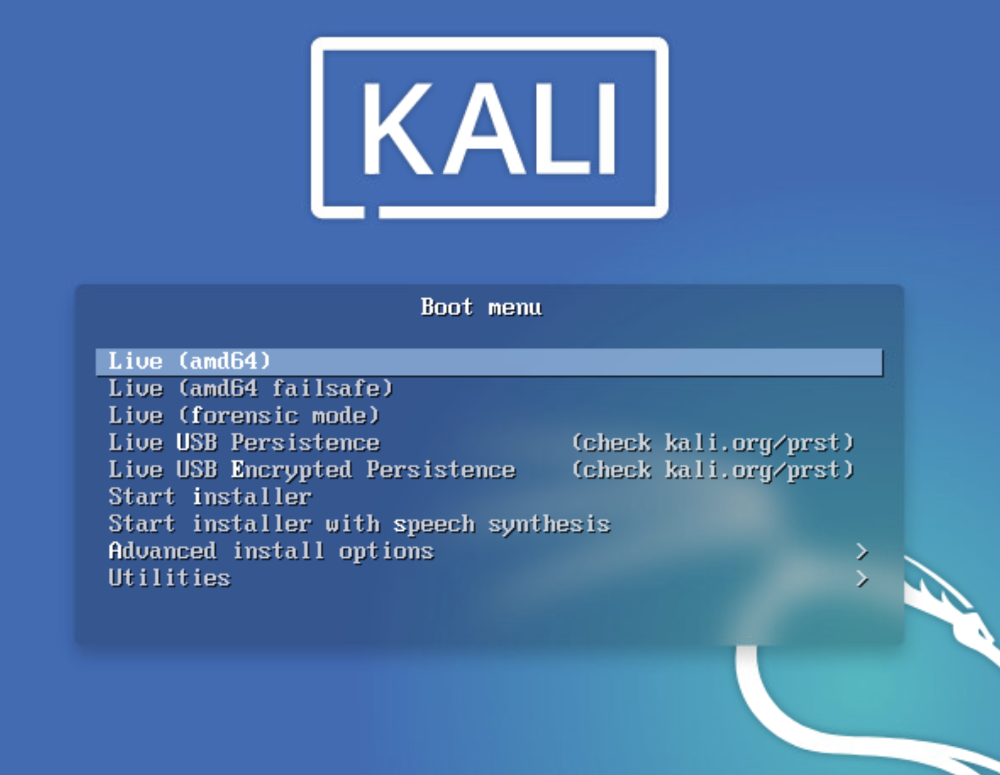 KALI
Boot menu
Live (amd64)
Live (amd64 failsafe)
Live (forensic mode)
Live USB Persistence (check kali.org/prst)
Live USB Encrypted Persistence (check kali.org/prst)
Start installer
Start installer with speech synthesis
Advanced install options >
Utilities >